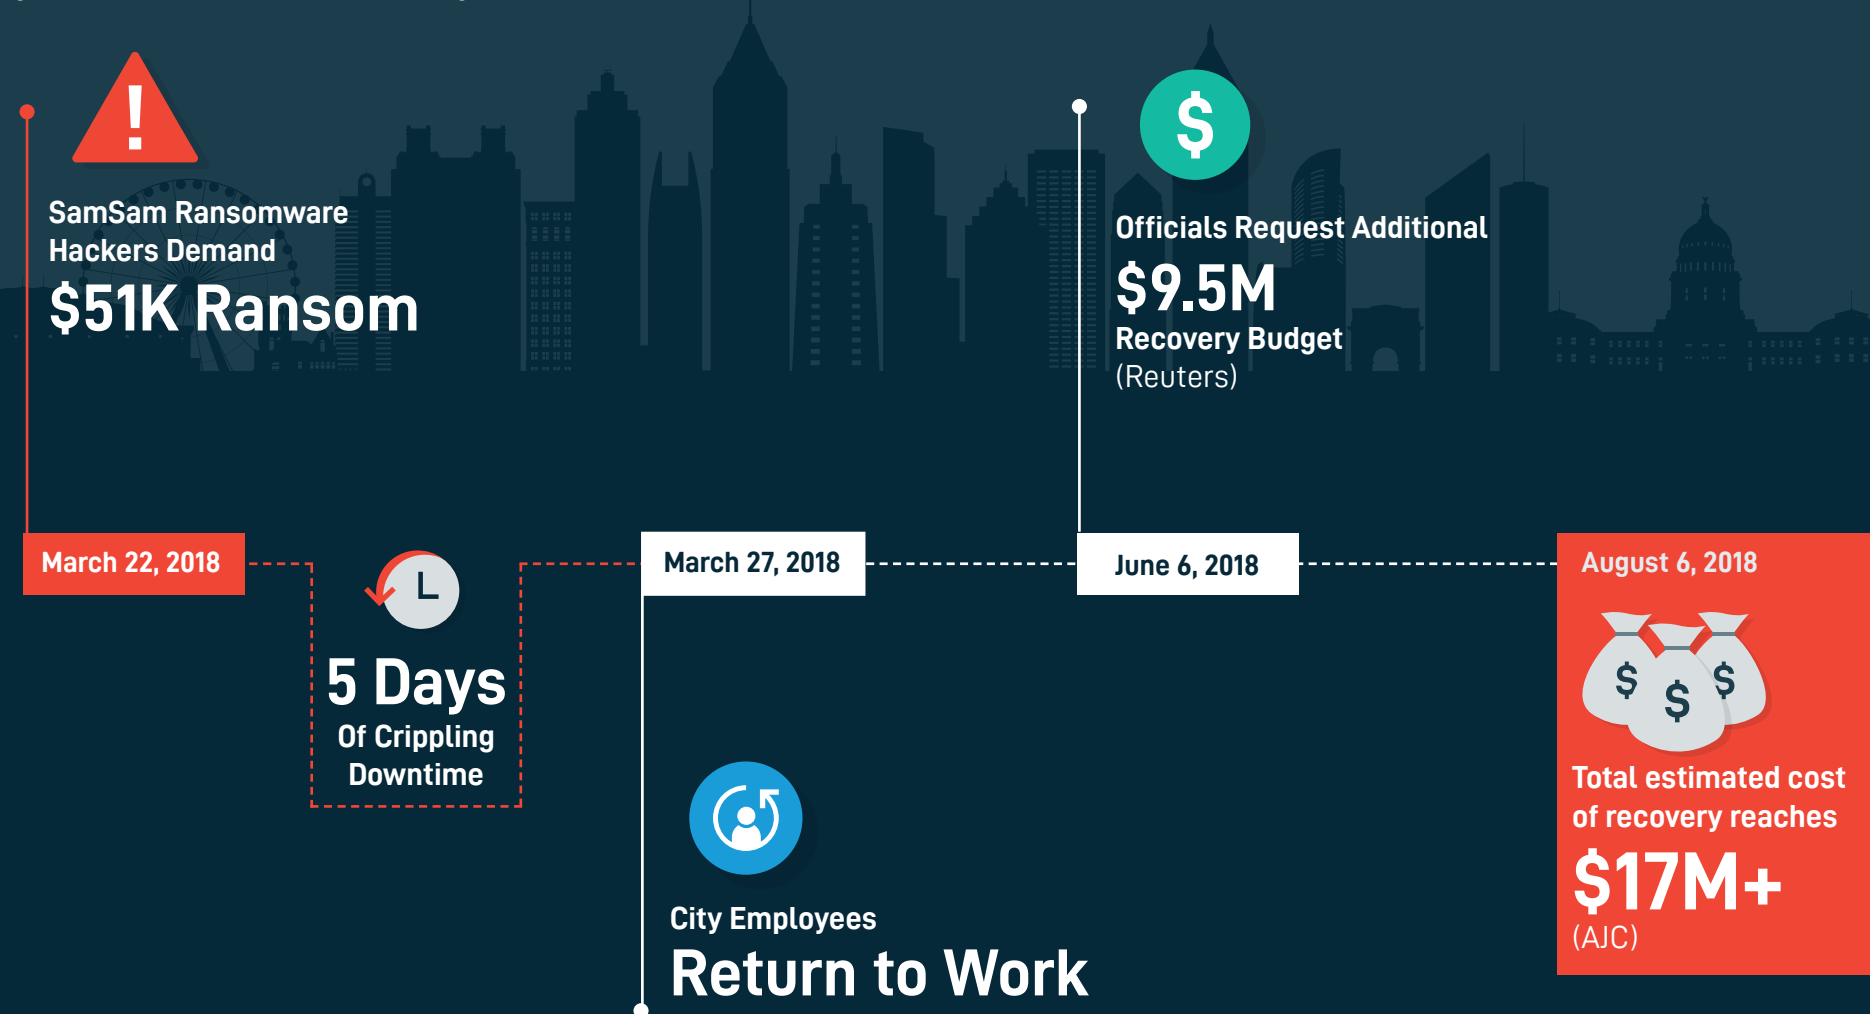 SamSam Ransomware
Hackers Demand
$51K Ransom
Officials Request Additional
$9.5M
Recovery Budget
(Reuters)
March 22, 2018
5 Days
Of Crippling
Downtime
March 27, 2018
City Employees
Return to Work
June 6, 2018
August 6, 2018
$ $ $
Total estimated cost
of recovery reaches
$17M+
(AJC)